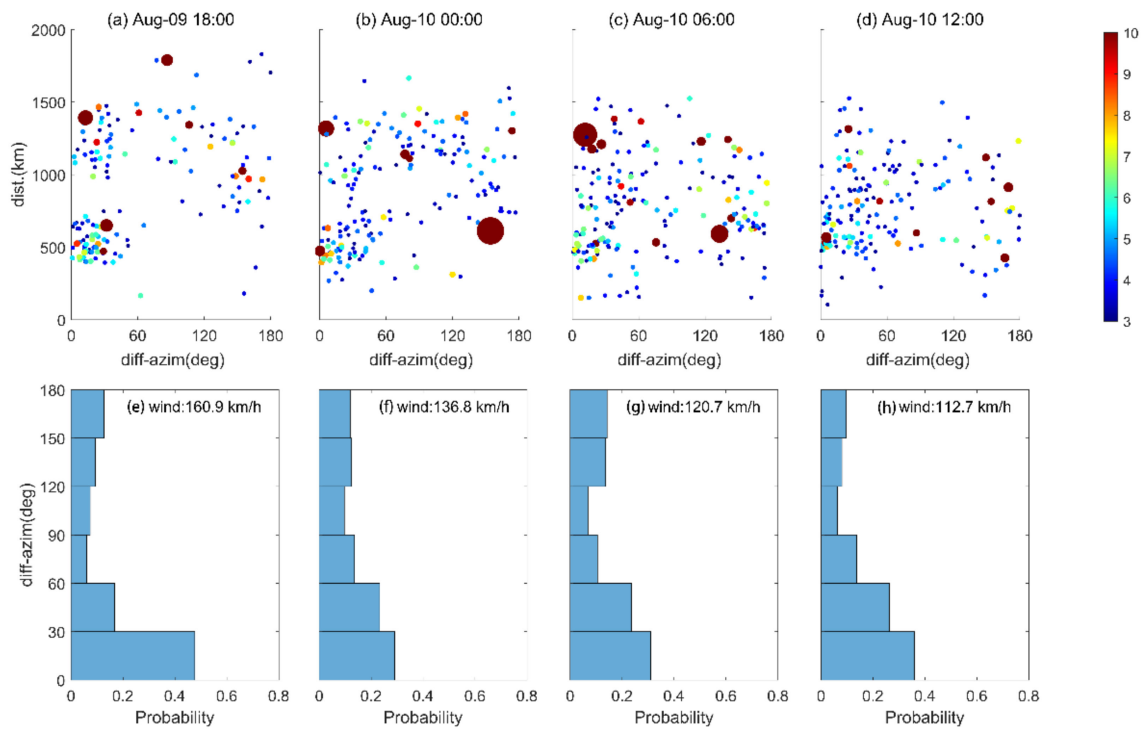 (a) Aug-09 18:00
(b) Aug-10 00:00
(c) Aug-10 06:00
(d) Aug-10 12:00
2000
1500
1000
500
0
dist.(km)
0 60 120 180
0 60 120 180
0 60 120 180
0 60 120 180
diff-azim(deg)
diff-azim(deg)
diff-azim(deg)
diff-azim(deg)
10
9
8
7
6
5
4
3
(e) wind:160.9 km/h
(f) wind:136.8 km/h
(g) wind:120.7 km/h
(h) wind:112.7 km/h
180
150
120
90
60
30
0
diff-azim(deg)
0 0.2 0.4 0.6 0.8
0 0.2 0.4 0.6 0.8
0 0.2 0.4 0.6 0.8
0 0.2 0.4 0.6 0.8
Probability
Probability
Probability
Probability